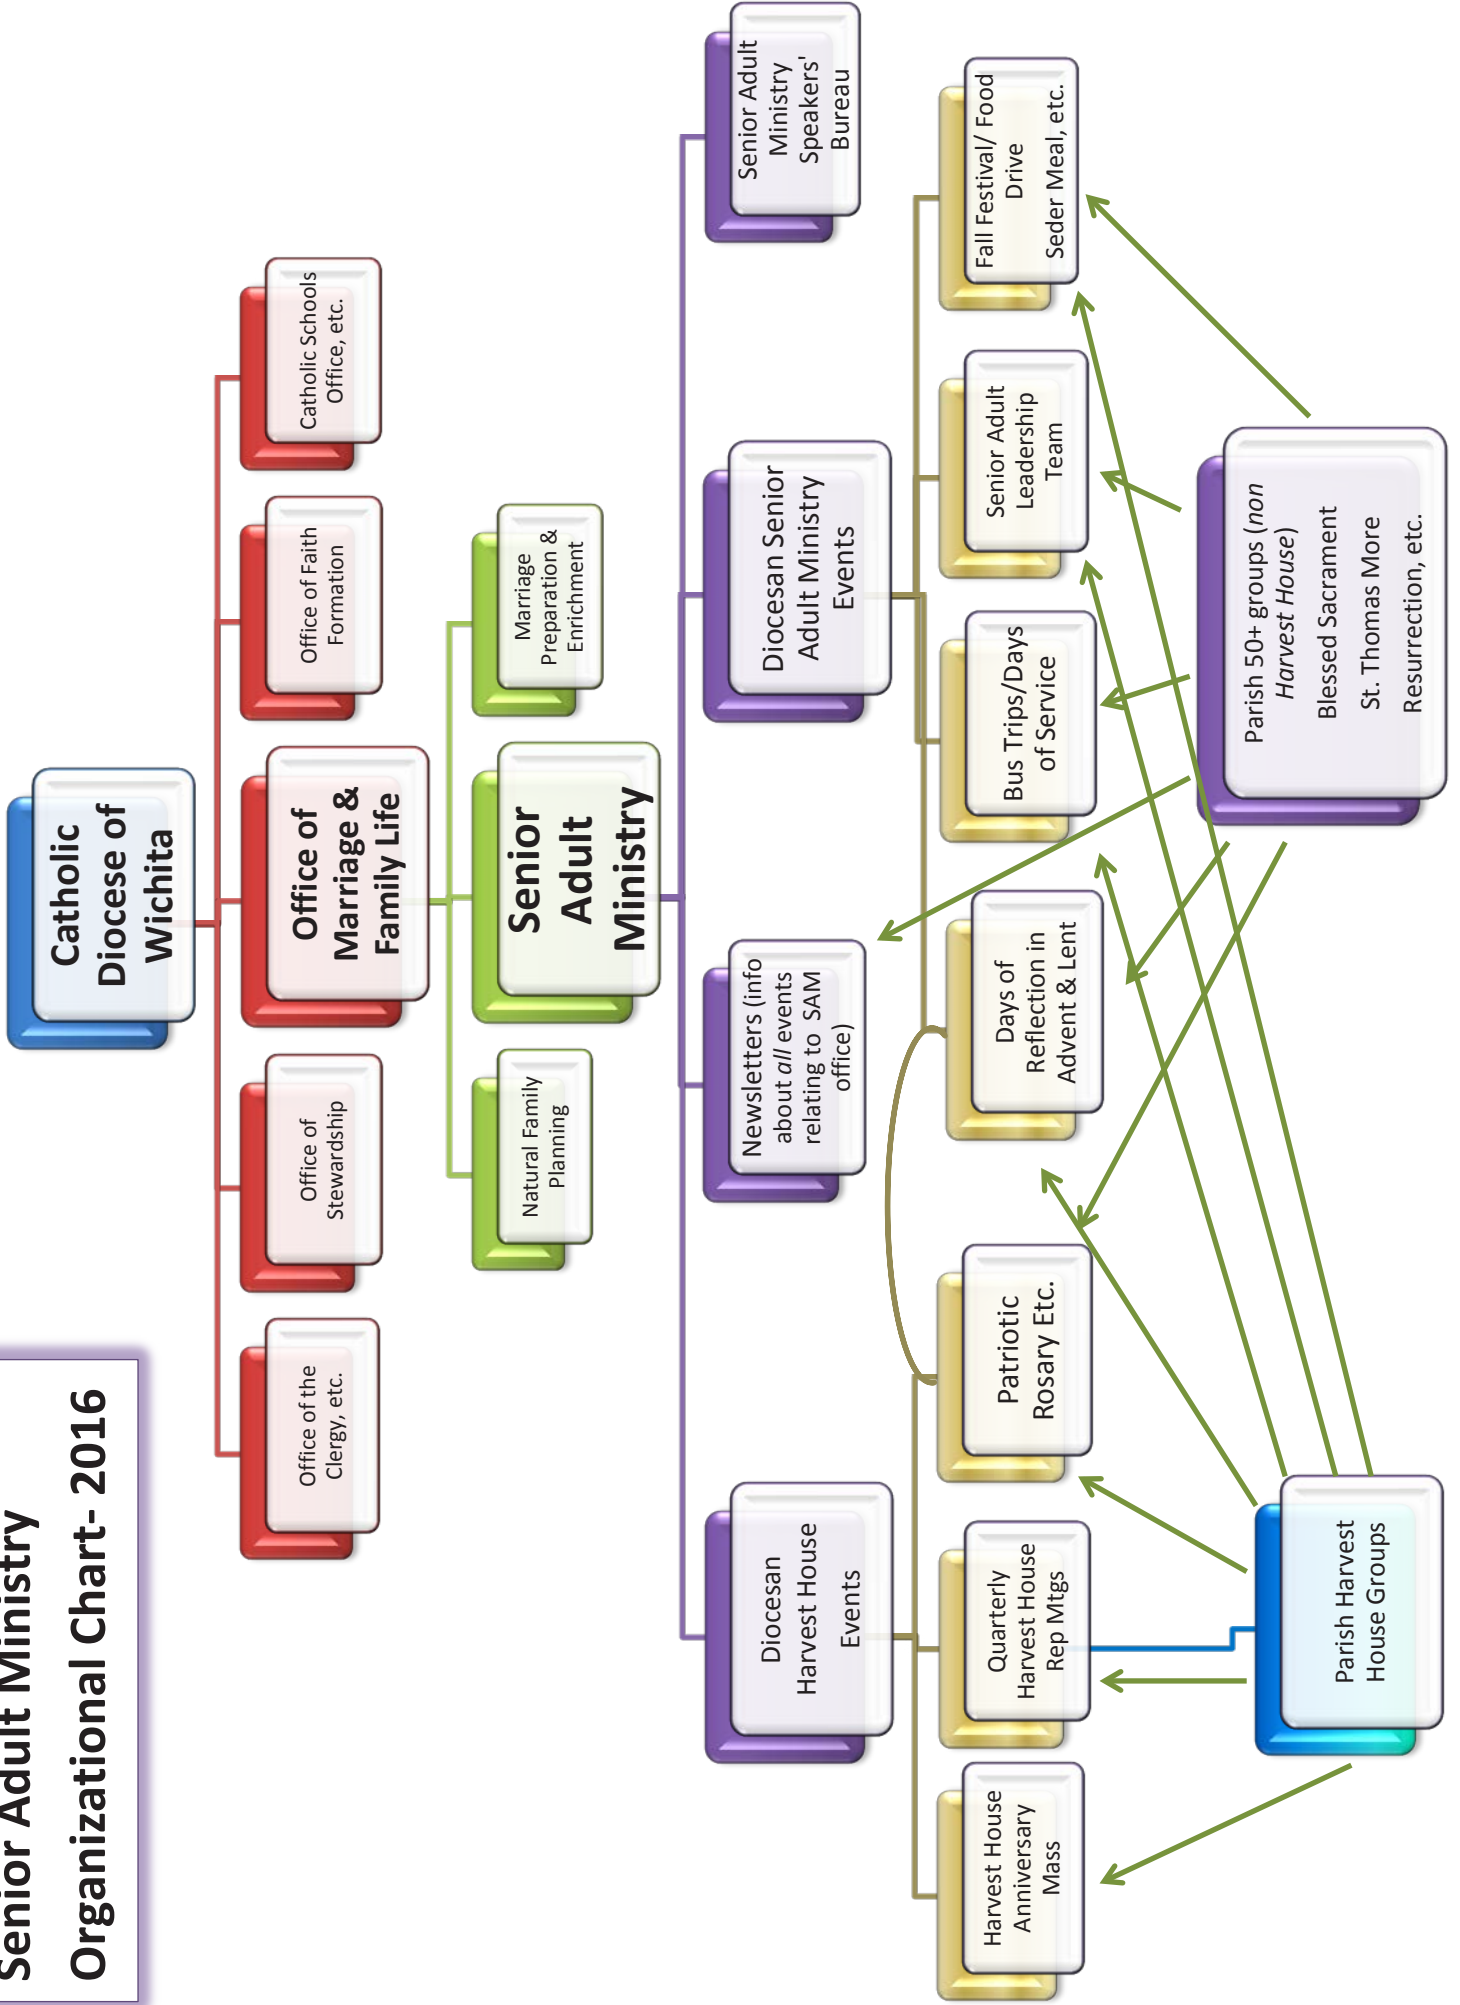 Senior Adult Ministry
Organizational Chart- 2016
Catholic
Diocese of
Wichita
Office of the
Clergy, etc.
Office of
Stewardship
Office of
Marriage &
Family Life
Office of Faith
Formation
Catholic Schools
Office, etc.
Natural Family
Planning
Senior
Adult
Ministry
Marriage
Preparation &
Enrichment
Diocesan
Harvest House
Events
Newsletters (info
about all events
relating to SAM
office)
Diocesan Senior
Adult Ministry
Events
Senior Adult
Ministry
Speakers'
Bureau
Harvest House
Anniversary
Mass
Quarterly
Harvest House
Rep Mtgs
Patriotic
Rosary Etc.
Days of
Reflection in
Advent & Lent
Bus Trips/Days
of Service
Senior Adult
Leadership
Team
Fall Festival/ Food
Drive
Seder Meal, etc.
Parish Harvest
House Groups
Parish 50+ groups (non
Harvest House)
Blessed Sacrament
St. Thomas More
Resurrection, etc.